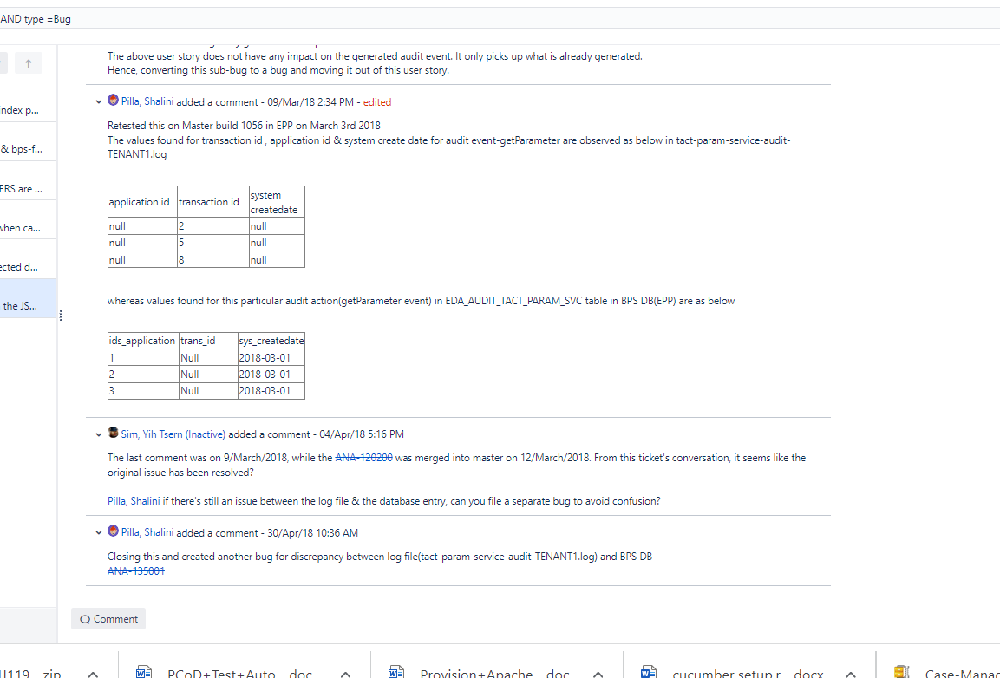 AND type =Bug
The above user story does not have any impact on the generated audit event. It only picks up what is already generated.
Hence, converting this sub-bug to a bug and moving it out of this user story.
ndex p...
& bps-f...
ERS are ...
when ca...
ected d...
the JS...
Pilla, Shalini added a comment - 09/Mar/18 2:34 PM - edited
Retested this on Master build 1056 in EPP on March 3rd 2018
The values found for transaction id , application id & system create date for audit event-getParameter are observed as below in tact-param-service-audit-
TENANT1.log
application id transaction id system createdate
null 2 null
null 5 null
null 8 null
whereas values found for this particular audit action(getParameter event) in EDA_AUDIT_TACT_PARAM_SVC table in BPS DB(EPP) are as below
ids_application trans_id sys_createdate
1 Null 2018-03-01
2 Null 2018-03-01
3 Null 2018-03-01
Sim, Yih Tsern (Inactive) added a comment - 04/Apr/18 5:16 PM
The last comment was on 9/March/2018, while the ANA-120200 was merged into master on 12/March/2018. From this ticket's conversation, it seems like the
original issue has been resolved?
Pilla, Shalini if there's still an issue between the log file & the database entry, can you file a separate bug to avoid confusion?
Pilla, Shalini added a comment - 30/Apr/18 10:36 AM
Closing this and created another bug for discrepancy between log file(tact-param-service-audit-TENANT1.log) and BPS DB
ANA-135001
Comment
119....zip PCoD+Test+Auto....doc Provision+Apache....doc cucumber setup r....docx Case-Manag